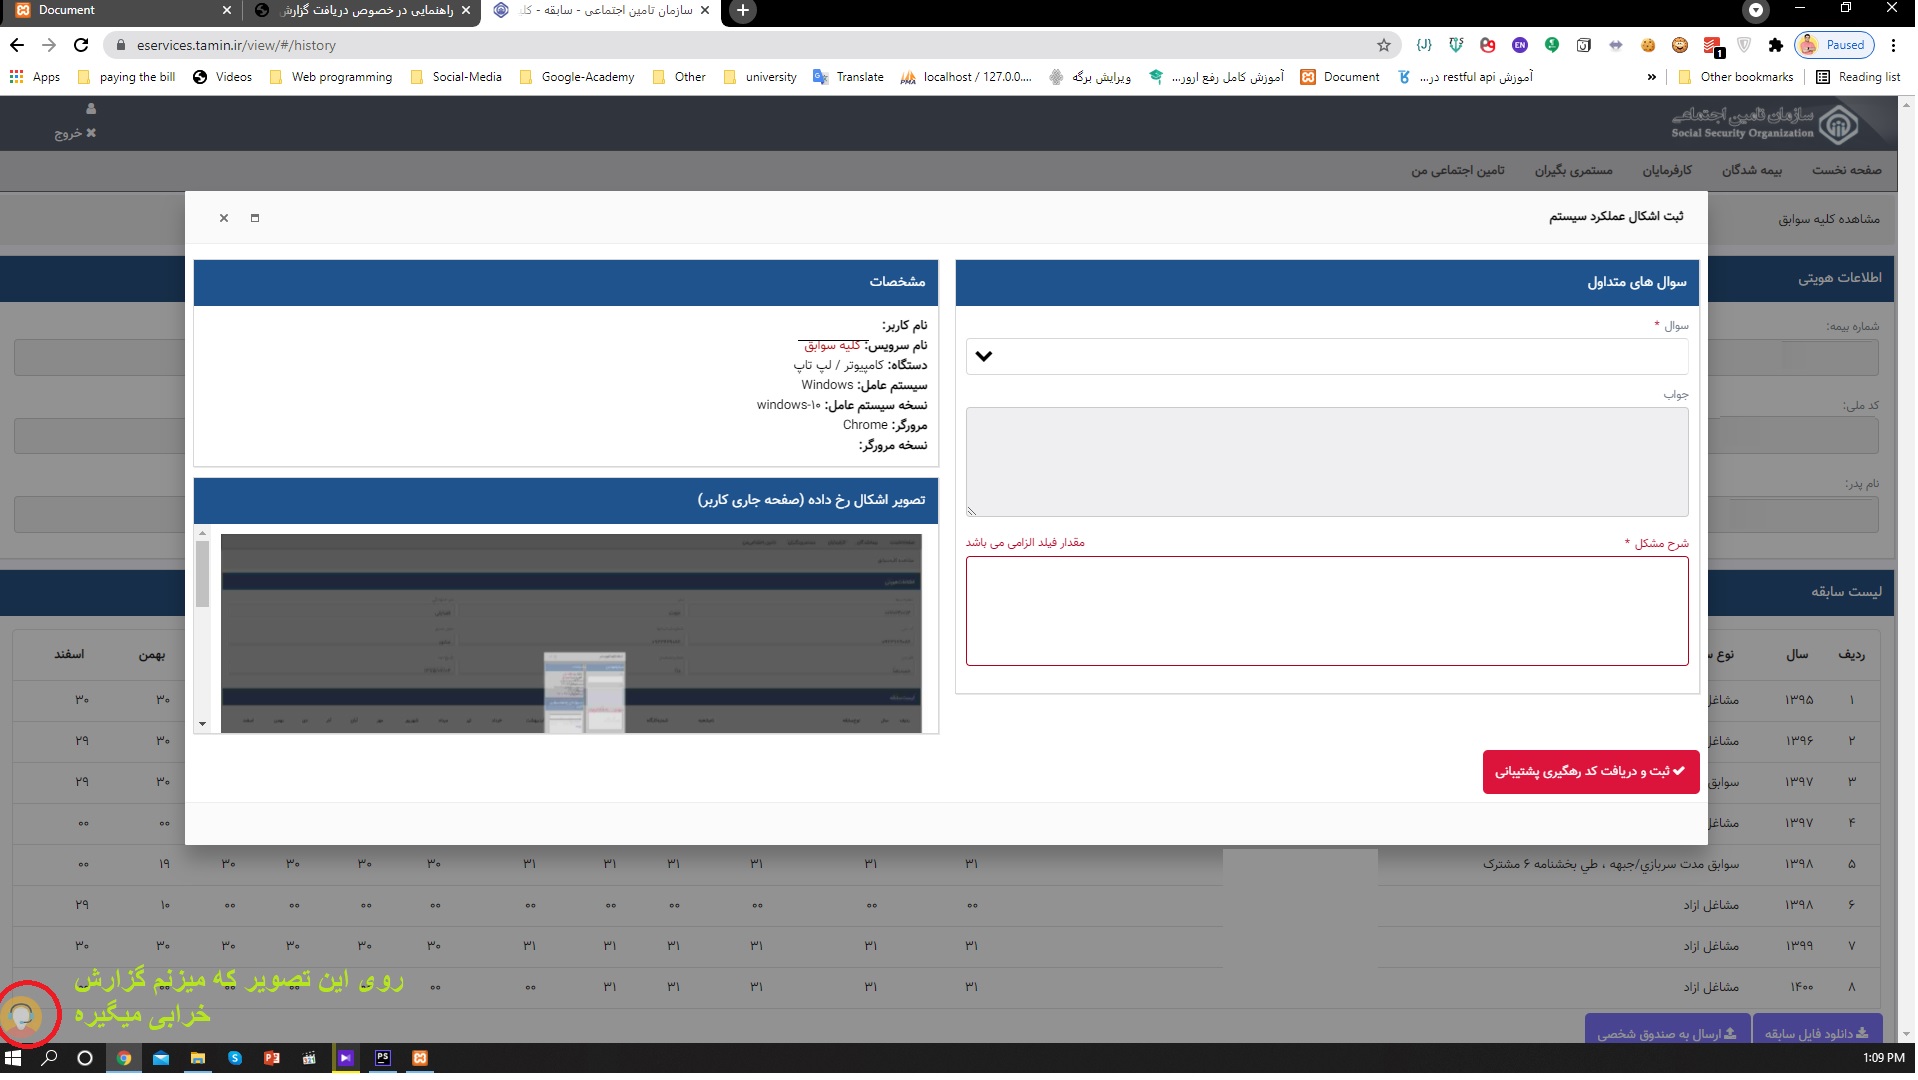 Document
راهنمایی در خصوص دریافت گزارش
سازمان تامین اجتماعی - سابقه - کلیه
eservices.tamin.ir/view/#/history
Paused
Apps
paying the bill
Videos
Web programming
Social-Media
Google-Academy
Other
university
Translate
localhost / 127.0.0....
ویرایش برگه
آموزش کامل رفع ارور...
Document
آموزش restful api در...
»
Other bookmarks
Reading list
خروج
سازمان تامین اجتماعی
Social Security Organization
صفحه نخست
بیمه شدگان
کارفرمایان
مستمری بگیران
تامین اجتماعی من
مشاهده کلیه سوابق
ثبت اشکال عملکرد سیستم
اطلاعات هویتی
شماره بیمه:
کد ملی:
نام پدر:
سوال های متداول
سوال *
جواب
شرح مشکل *
مقدار فیلد الزامی می باشد
مشخصات
نام کاربر:
نام سرویس: کلیه سوابق
دستگاه: کامپیوتر / لپ تاپ
سیستم عامل: Windows
نسخه سیستم عامل: windows-۱۰
مرورگر: Chrome
نسخه مرورگر:
تصویر اشکال رخ داده (صفحه جاری کاربر)
ثبت و دریافت کد رهگیری پشتیبانی
لیست سابقه
ردیف سال نوع س بهمن اسفند
۱ ۱۳۹۵ مشاغل ۳۰ ۳۰
۲ ۱۳۹۶ مشاغل ۳۰ ۲۹
۳ ۱۳۹۷ سوابق ۳۰ ۲۹
۴ ۱۳۹۷ مشاغل ۰۰ ۰۰
۵ ۱۳۹۸ سوابق مدت سربازي/جبهه ، طي بخشنامه ۶ مشترک ۳۱ ۳۱ ۳۱ ۳۱ ۳۱ ۳۱ ۳۰ ۳۰ ۳۰ ۳۰ ۱۹ ۰۰
۶ ۱۳۹۸ مشاغل ازاد ۰۰ ۰۰ ۰۰ ۰۰ ۰۰ ۰۰ ۰۰ ۰۰ ۰۰ ۰۰ ۱۰ ۲۹
۷ ۱۳۹۹ مشاغل ازاد ۳۱ ۳۱ ۳۱ ۳۱ ۳۱ ۳۱ ۳۰ ۳۰ ۳۰ ۳۰ ۳۰ ۳۰
۸ ۱۴۰۰ مشاغل ازاد ۳۱ ۳۱ ۳۱ ۳۱ ۳۱ ۰۰ ۰۰
روی این تصویر که میزنم گزارش
خرابی میگیره
دانلود فایل سابقه
ارسال به صندوق شخصی
1:09 PM